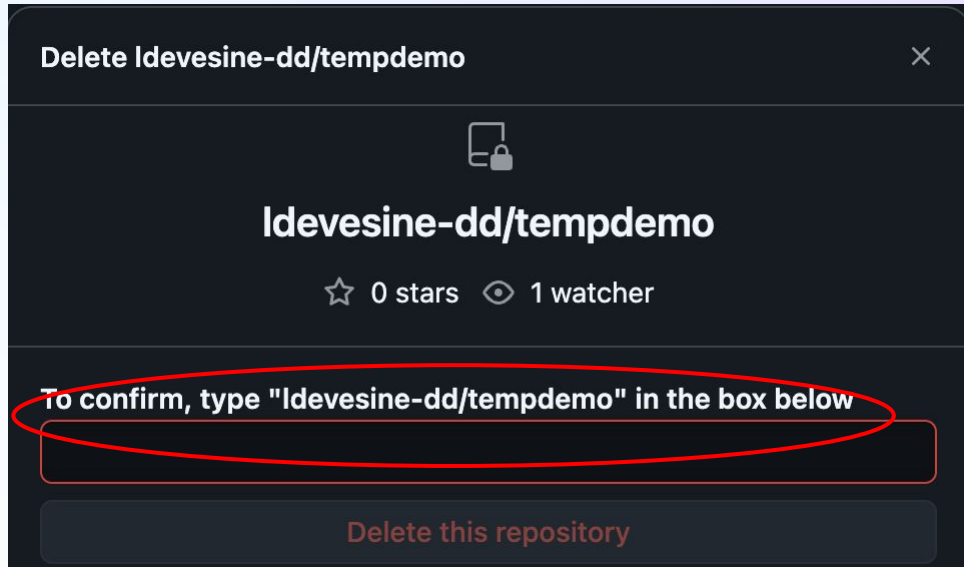 Delete ldevesine-dd/tempdemo
ldevesine-dd/tempdemo
0 stars 1 watcher
To confirm, type "ldevesine-dd/tempdemo" in the box below
Delete this repository